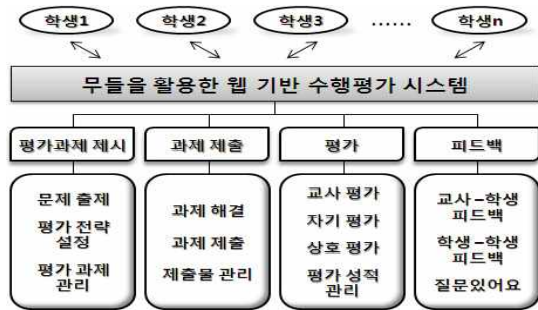 학생1 학생2 학생3 …… 학생n
무들을 활용한 웹 기반 수행평가 시스템
평가과제 제시
과제 제출
평가
피드백
문제 출제
평가 전략
설정
평가 과제
관리
과제 해결
과제 제출
제출물 관리
교사 평가
자기 평가
상호 평가
평가 성적
관리
교사-학생
피드백
학생-학생
피드백
질문있어요